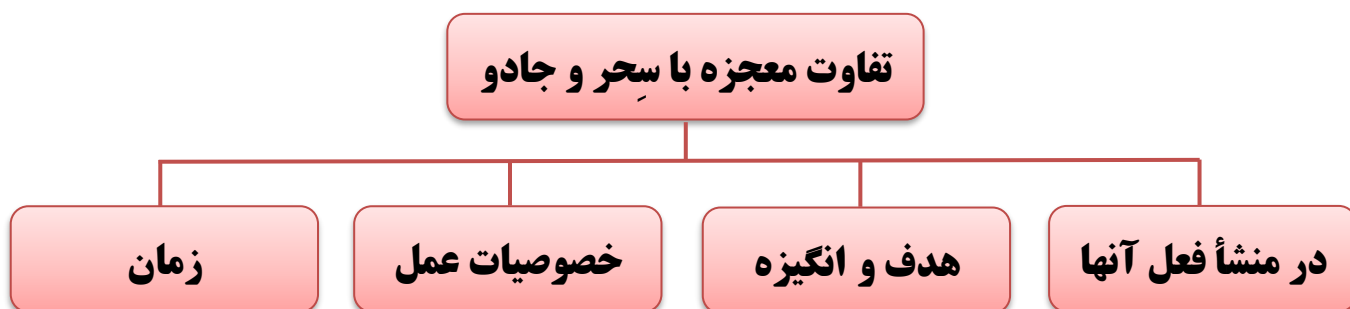 تفاوت معجزه با سِحر و جادو
در منشأ فعل آنها
هدف و انگیزه
خصوصیات عمل
زمان